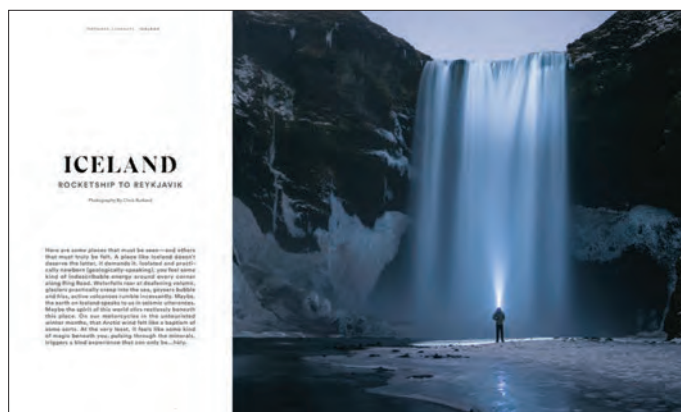 ICELAND
ICELAND
ROCKETSHIP TO REYKJAVIK
Photography By Chris Burkard
Here are some places that must be seen—and others
that must truly be felt. A place like Iceland doesn't
deserve the latter, it demands it. Isolated and practi-
cally newborn (geologically-speaking), you feel some
kind of indescribable energy around every corner
along Ring Road. Waterfalls roar at deafening volume,
glaciers practically creep into the sea, geysers bubble
and hiss, active volcanoes rumble incessantly. Maybe,
the earth on Iceland speaks to us in seismic utterances.
Maybe the spirit of this world stirs restlessly beneath
this place. On our motorcycles in the untouristed
winter months, that Arctic wind felt like a baptism of
some sorts. At the very least, it feels like some kind
of magic beneath you, pulsing through the minerals,
triggers a kind experience that can only be...